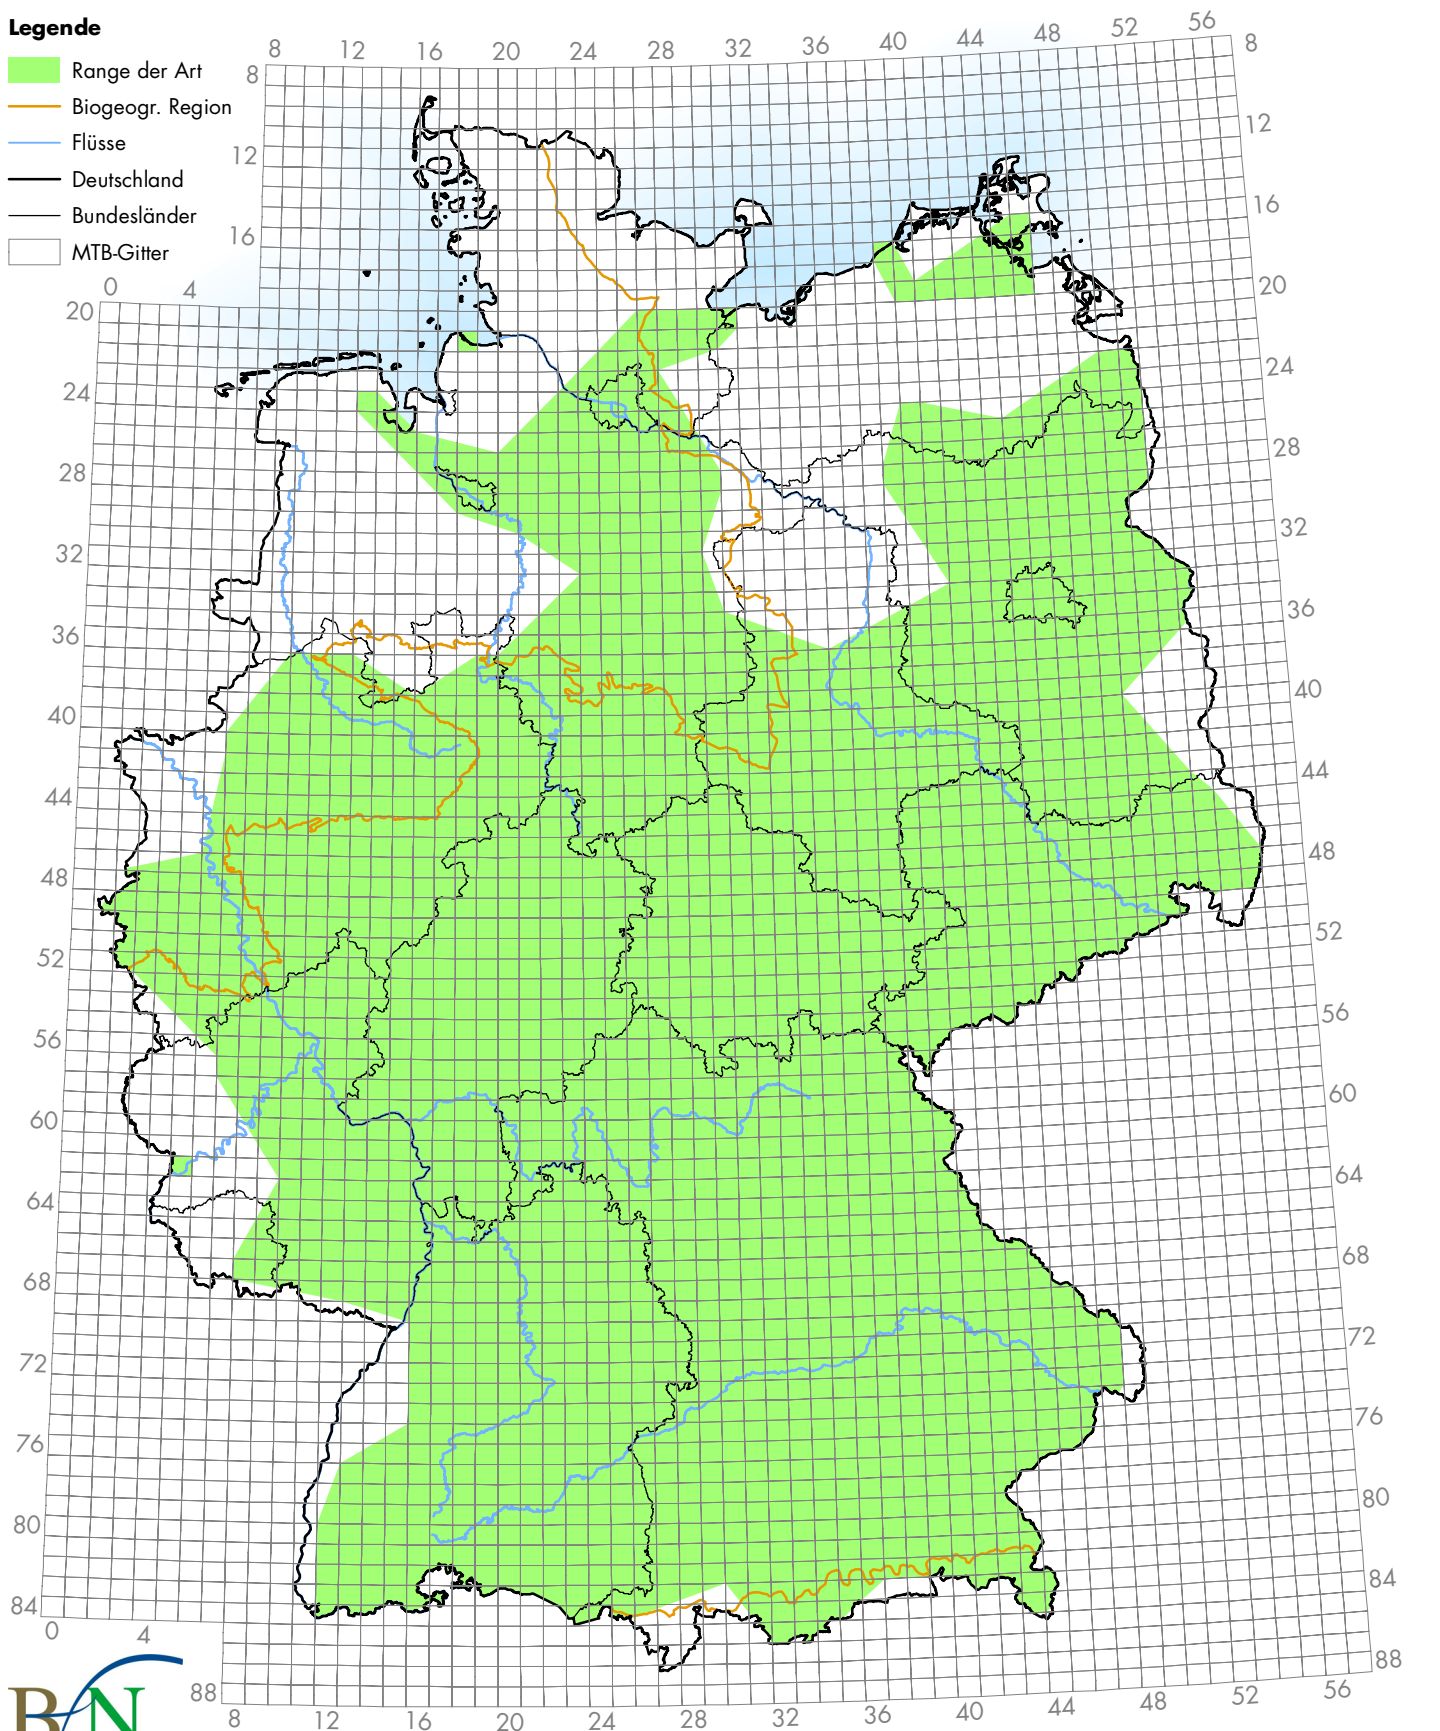 Legende
Range der Art
Biogeogr. Region
Flüsse
Deutschland
Bundesländer
MTB-Gitter
8 12 16 20 24 28 32 36 40 44 48 52 56
8 8
12 12
16 16
0 4
20 20
24 24
28 28
32 32
36 36
40 40
44 44
48 48
52 52
56 56
60 60
64 64
68 68
72 72
76 76
80 80
84 84
0 4
88 88
8 12 16 20 24 28 32 36 40 44 48 52 56
BfN